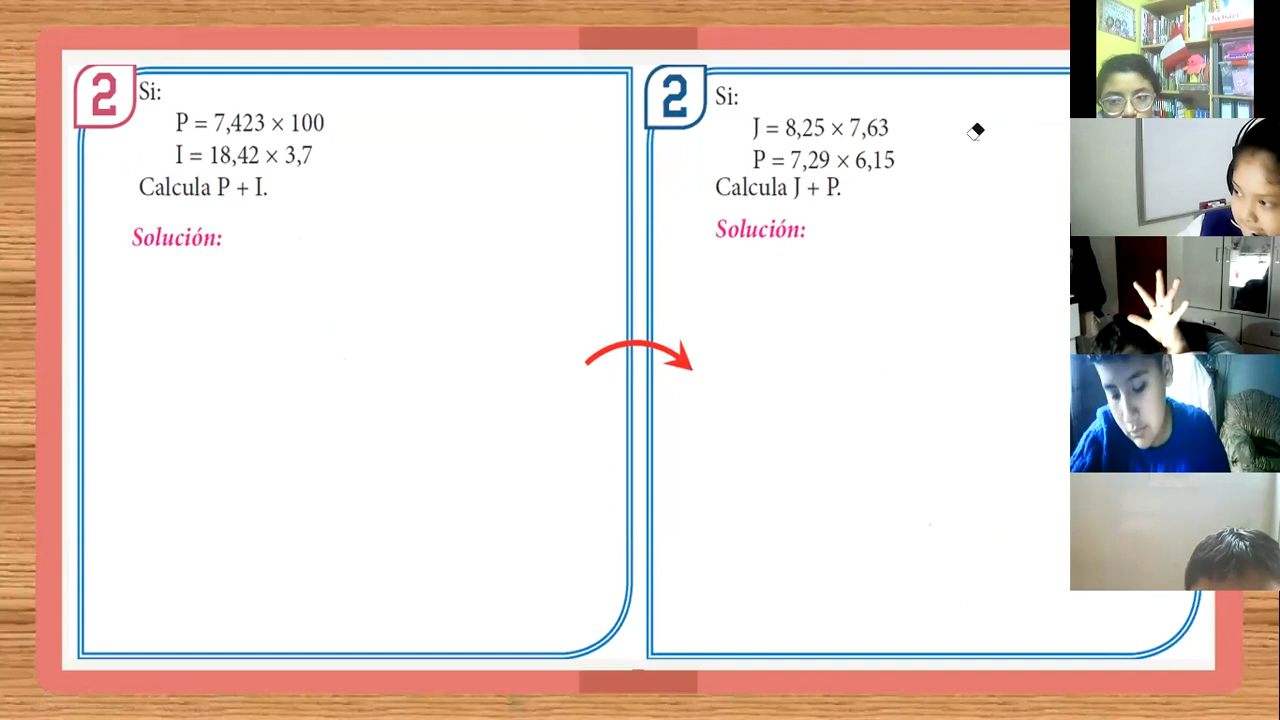 2
Si:
P = 7,423 × 100
I = 18,42 × 3,7
Calcula P + I.
Solución:
2
Si:
J = 8,25 × 7,63
P = 7,29 × 6,15
Calcula J + P.
Solución: